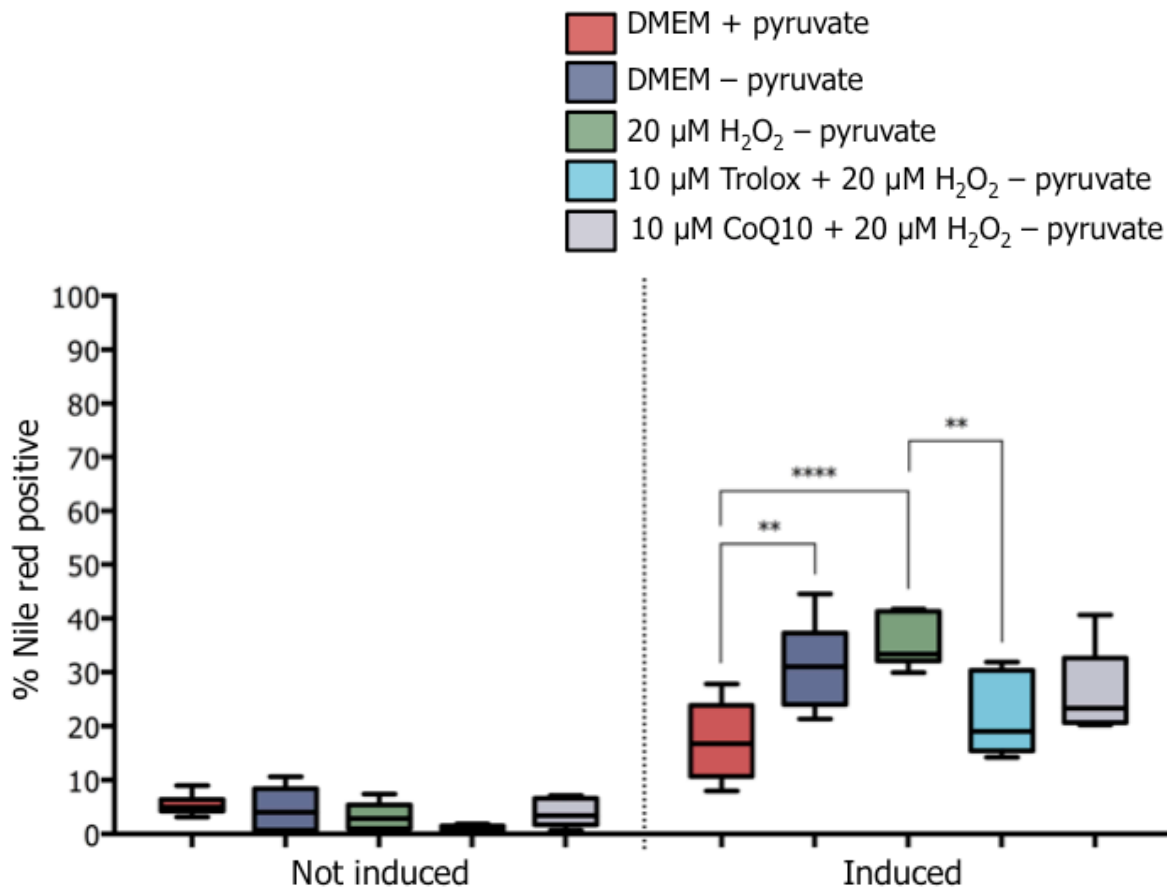 DMEM + pyruvate
DMEM – pyruvate
20 µM H₂O₂ – pyruvate
10 µM Trolox + 20 µM H₂O₂ – pyruvate
10 µM CoQ10 + 20 µM H₂O₂ – pyruvate
% Nile red positive
100
90
80
70
60
50
40
30
20
10
0
**
****
**
Not induced
Induced